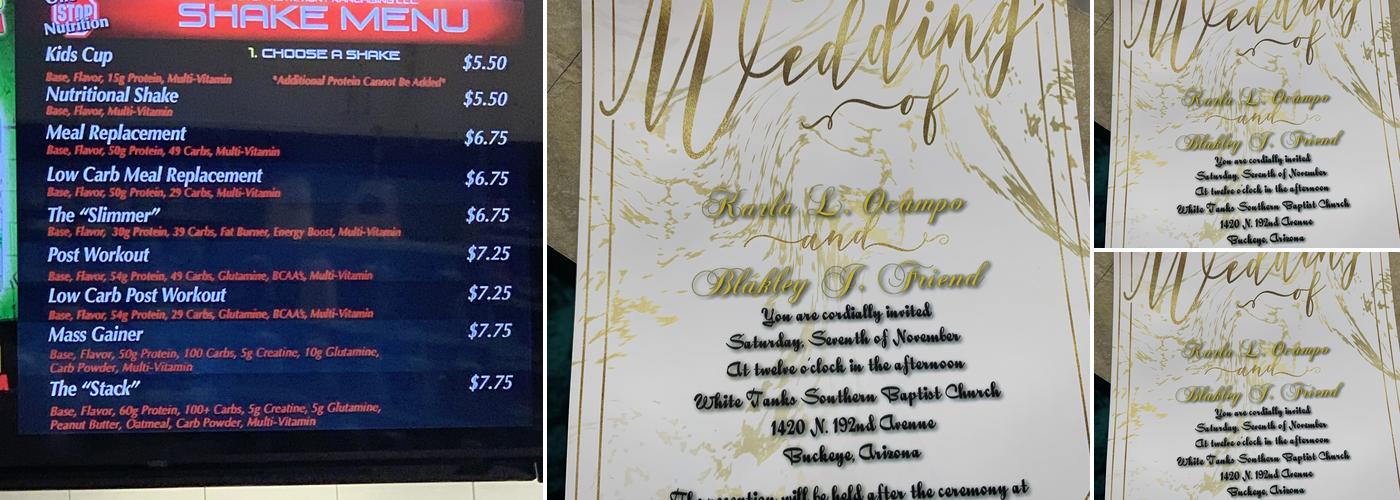 One
STOP
Nutrition
SHAKE MENU
1. CHOOSE A SHAKE
Kids Cup $5.50
Base, Flavor, 15g Protein, Multi-Vitamin *Additional Protein Cannot Be Added*
Nutritional Shake $5.50
Base, Flavor, Multi-Vitamin
Meal Replacement $6.75
Base, Flavor, 50g Protein, 49 Carbs, Multi-Vitamin
Low Carb Meal Replacement $6.75
Base, Flavor, 50g Protein, 29 Carbs, Multi-Vitamin
The “Slimmer” $6.75
Base, Flavor, 30g Protein, 39 Carbs, Fat Burner, Energy Boost, Multi-Vitamin
Post Workout $7.25
Base, Flavor, 54g Protein, 49 Carbs, Glutamine, BCAA's, Multi-Vitamin
Low Carb Post Workout $7.25
Base, Flavor, 54g Protein, 29 Carbs, Glutamine, BCAA's, Multi-Vitamin
Mass Gainer $7.75
Base, Flavor, 50g Protein, 100 Carbs, 5g Creatine, 10g Glutamine,
Carb Powder, Multi-Vitamin
The “Stack” $7.75
Base, Flavor, 60g Protein, 100+ Carbs, 5g Creatine, 5g Glutamine,
Peanut Butter, Oatmeal, Carb Powder, Multi-Vitamin
Wedding
of
Karla L. Ocampo
and
Blakley J. Friend
You are cordially invited
Saturday, Seventh of November
At twelve o'clock in the afternoon
White Tanks Southern Baptist Church
1420 N. 192nd Avenue
Buckeye, Arizona
The reception will be held after the ceremony at
Wedding
of
Karla L. Ocampo
and
Blakley J. Friend
You are cordially invited
Saturday, Seventh of November
At twelve o'clock in the afternoon
White Tanks Southern Baptist Church
1420 N. 192nd Avenue
Buckeye, Arizona
Wedding
of
Karla L. Ocampo
and
Blakley J. Friend
You are cordially invited
Saturday, Seventh of November
At twelve o'clock in the afternoon
White Tanks Southern Baptist Church
1420 N. 192nd Avenue
Buckeye, Arizona